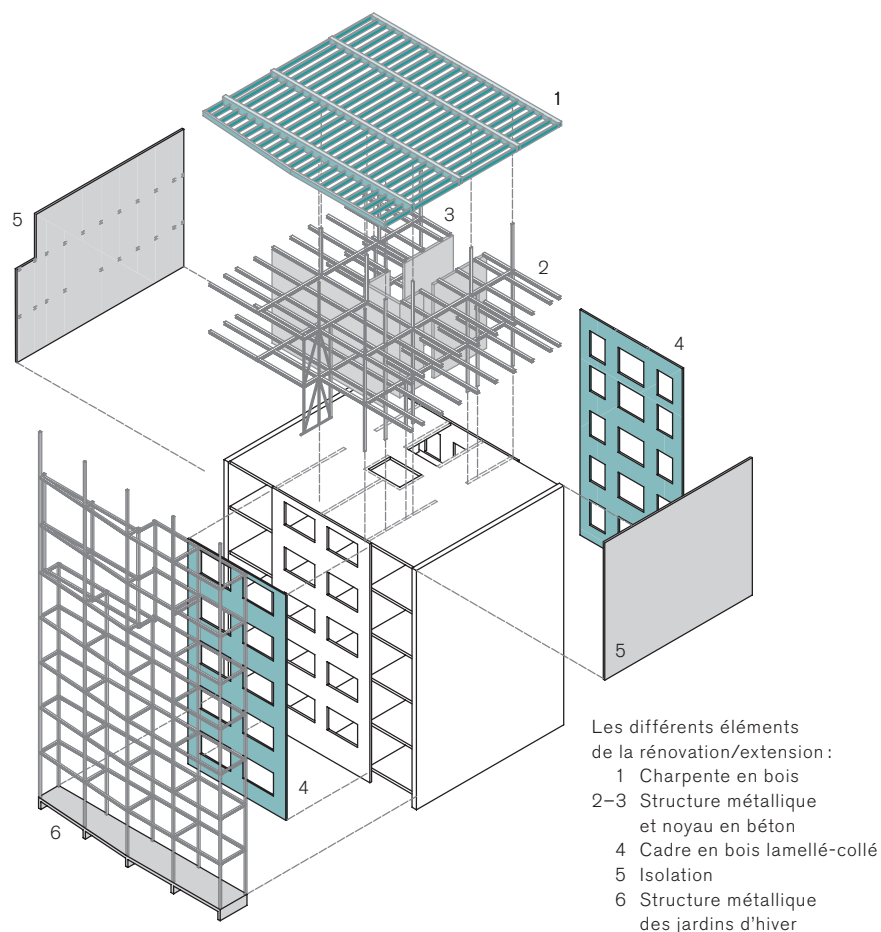 1
5
3
2
4
4
5
6
Les différents éléments
de la rénovation/extension :
1 Charpente en bois
2–3 Structure métallique
et noyau en béton
4 Cadre en bois lamellé-collé
5 Isolation
6 Structure métallique
des jardins d'hiver